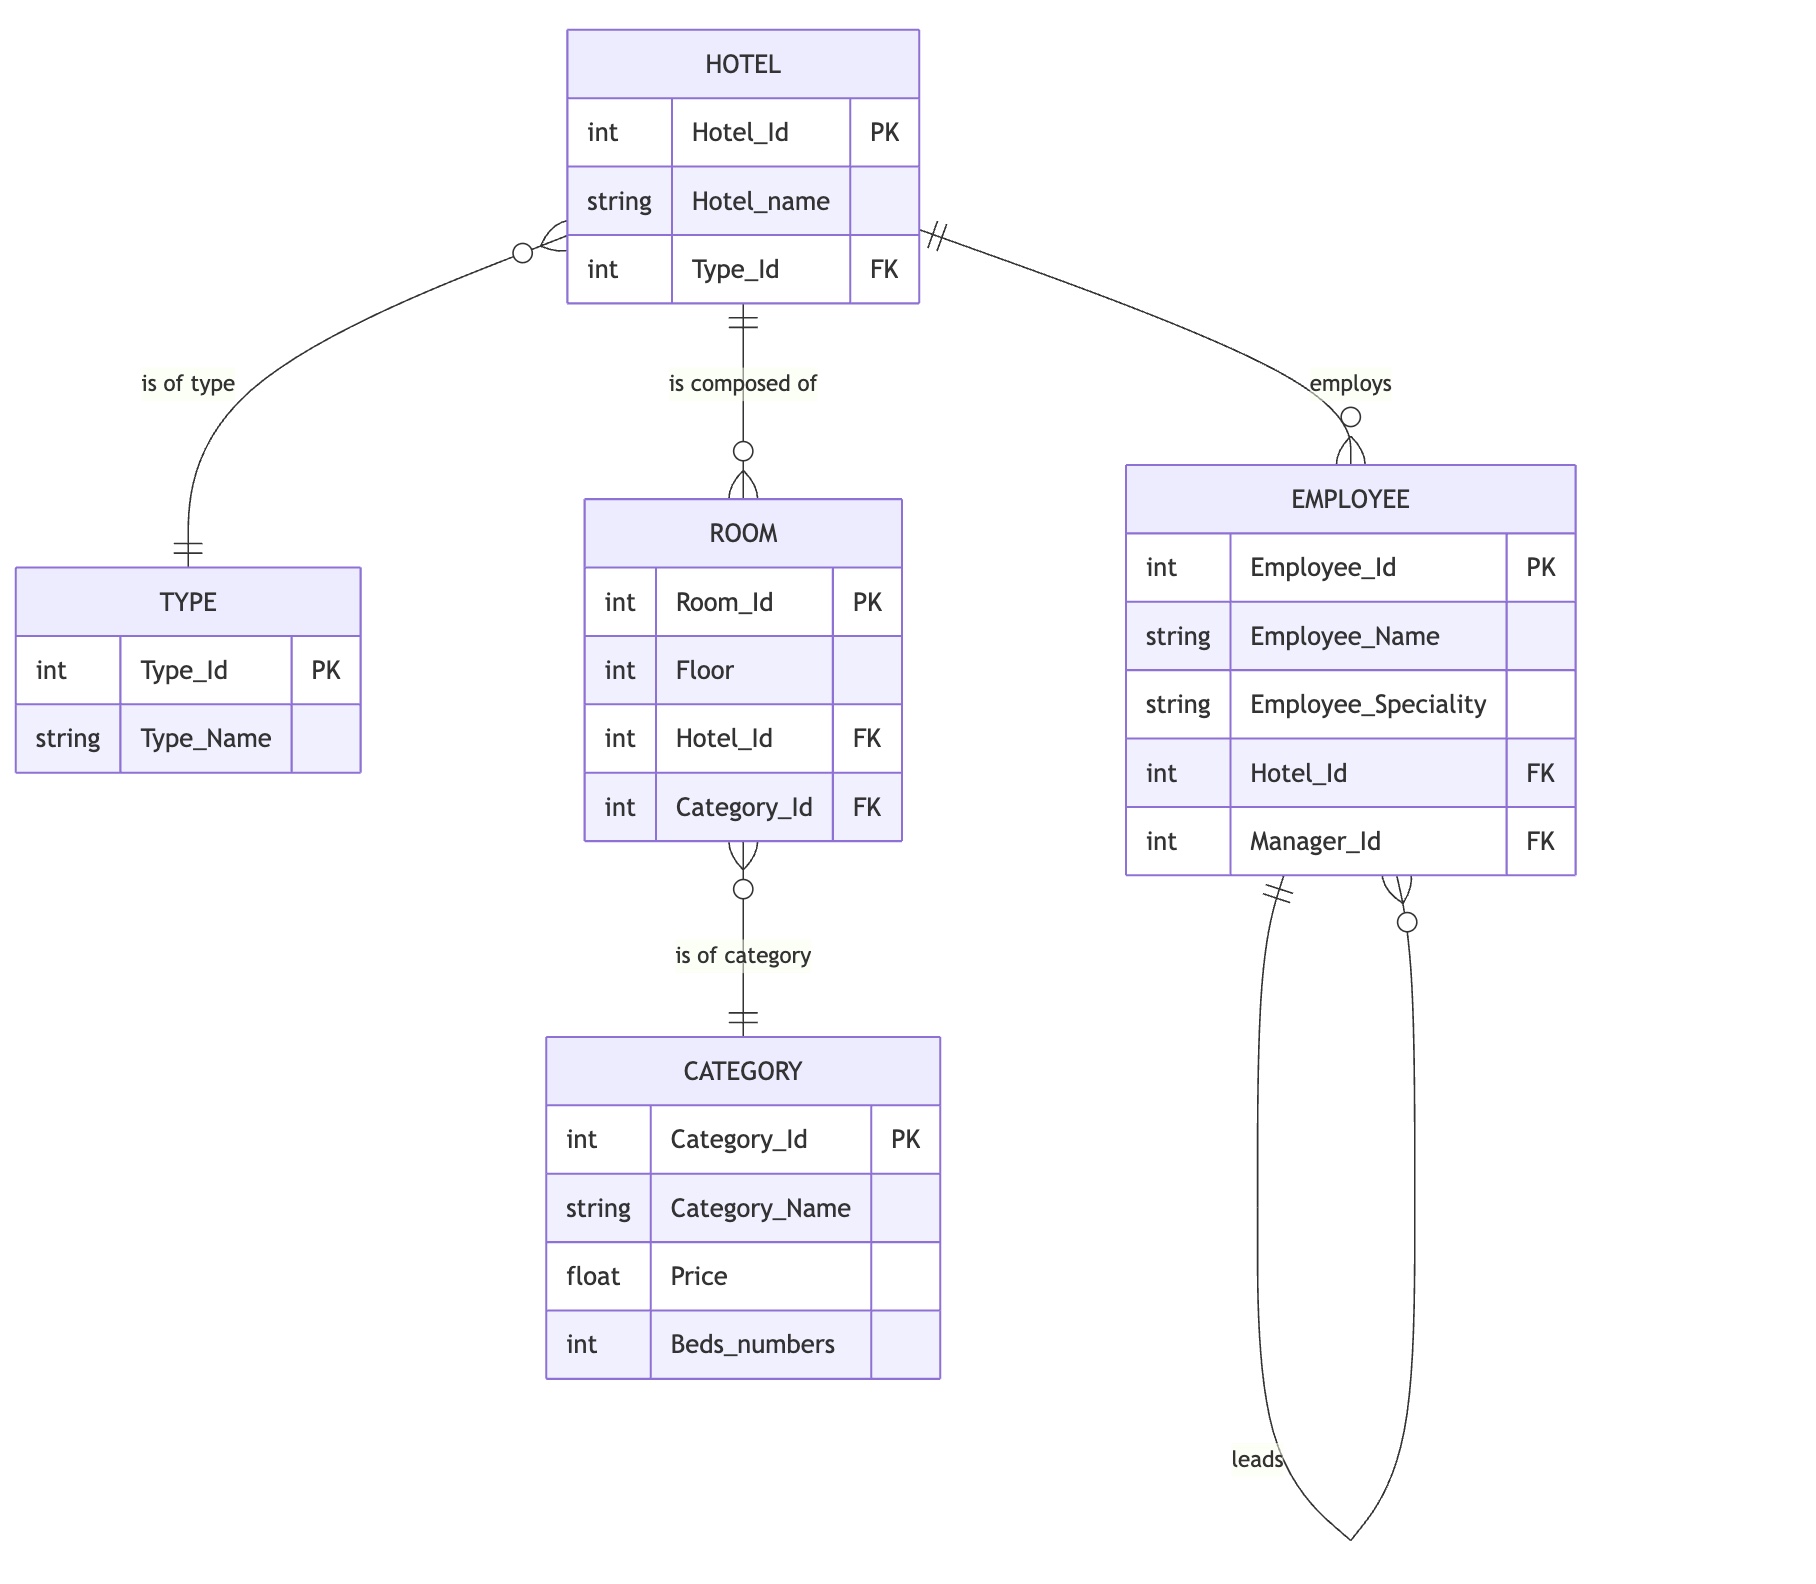 HOTEL
int Hotel_Id PK
string Hotel_name
int Type_Id FK
is of type
is composed of
employs
TYPE
int Type_Id PK
string Type_Name
ROOM
int Room_Id PK
int Floor
int Hotel_Id FK
int Category_Id FK
EMPLOYEE
int Employee_Id PK
string Employee_Name
string Employee_Speciality
int Hotel_Id FK
int Manager_Id FK
is of category
CATEGORY
int Category_Id PK
string Category_Name
float Price
int Beds_numbers
leads